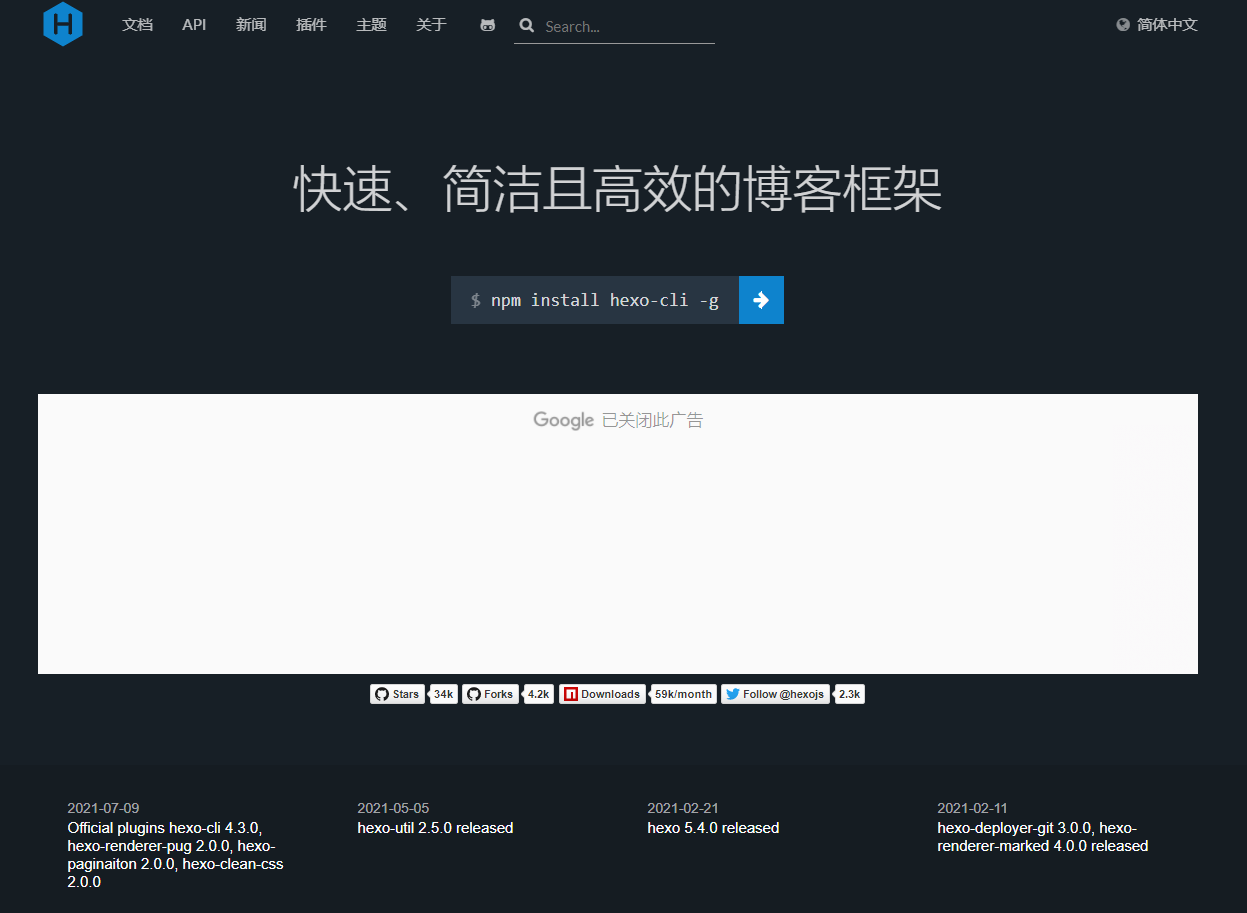 H 文档 API 新闻 插件 主题 关于 Search... 简体中文
快速、简洁且高效的博客框架
$ npm install hexo-cli -g
Google 已关闭此广告
Stars 34k Forks 4.2k Downloads 59k/month Follow @hexojs 2.3k
2021-07-09
Official plugins hexo-cli 4.3.0,
hexo-renderer-pug 2.0.0, hexo-
paginaiton 2.0.0, hexo-clean-css
2.0.0
2021-05-05
hexo-util 2.5.0 released
2021-02-21
hexo 5.4.0 released
2021-02-11
hexo-deployer-git 3.0.0, hexo-
renderer-marked 4.0.0 released